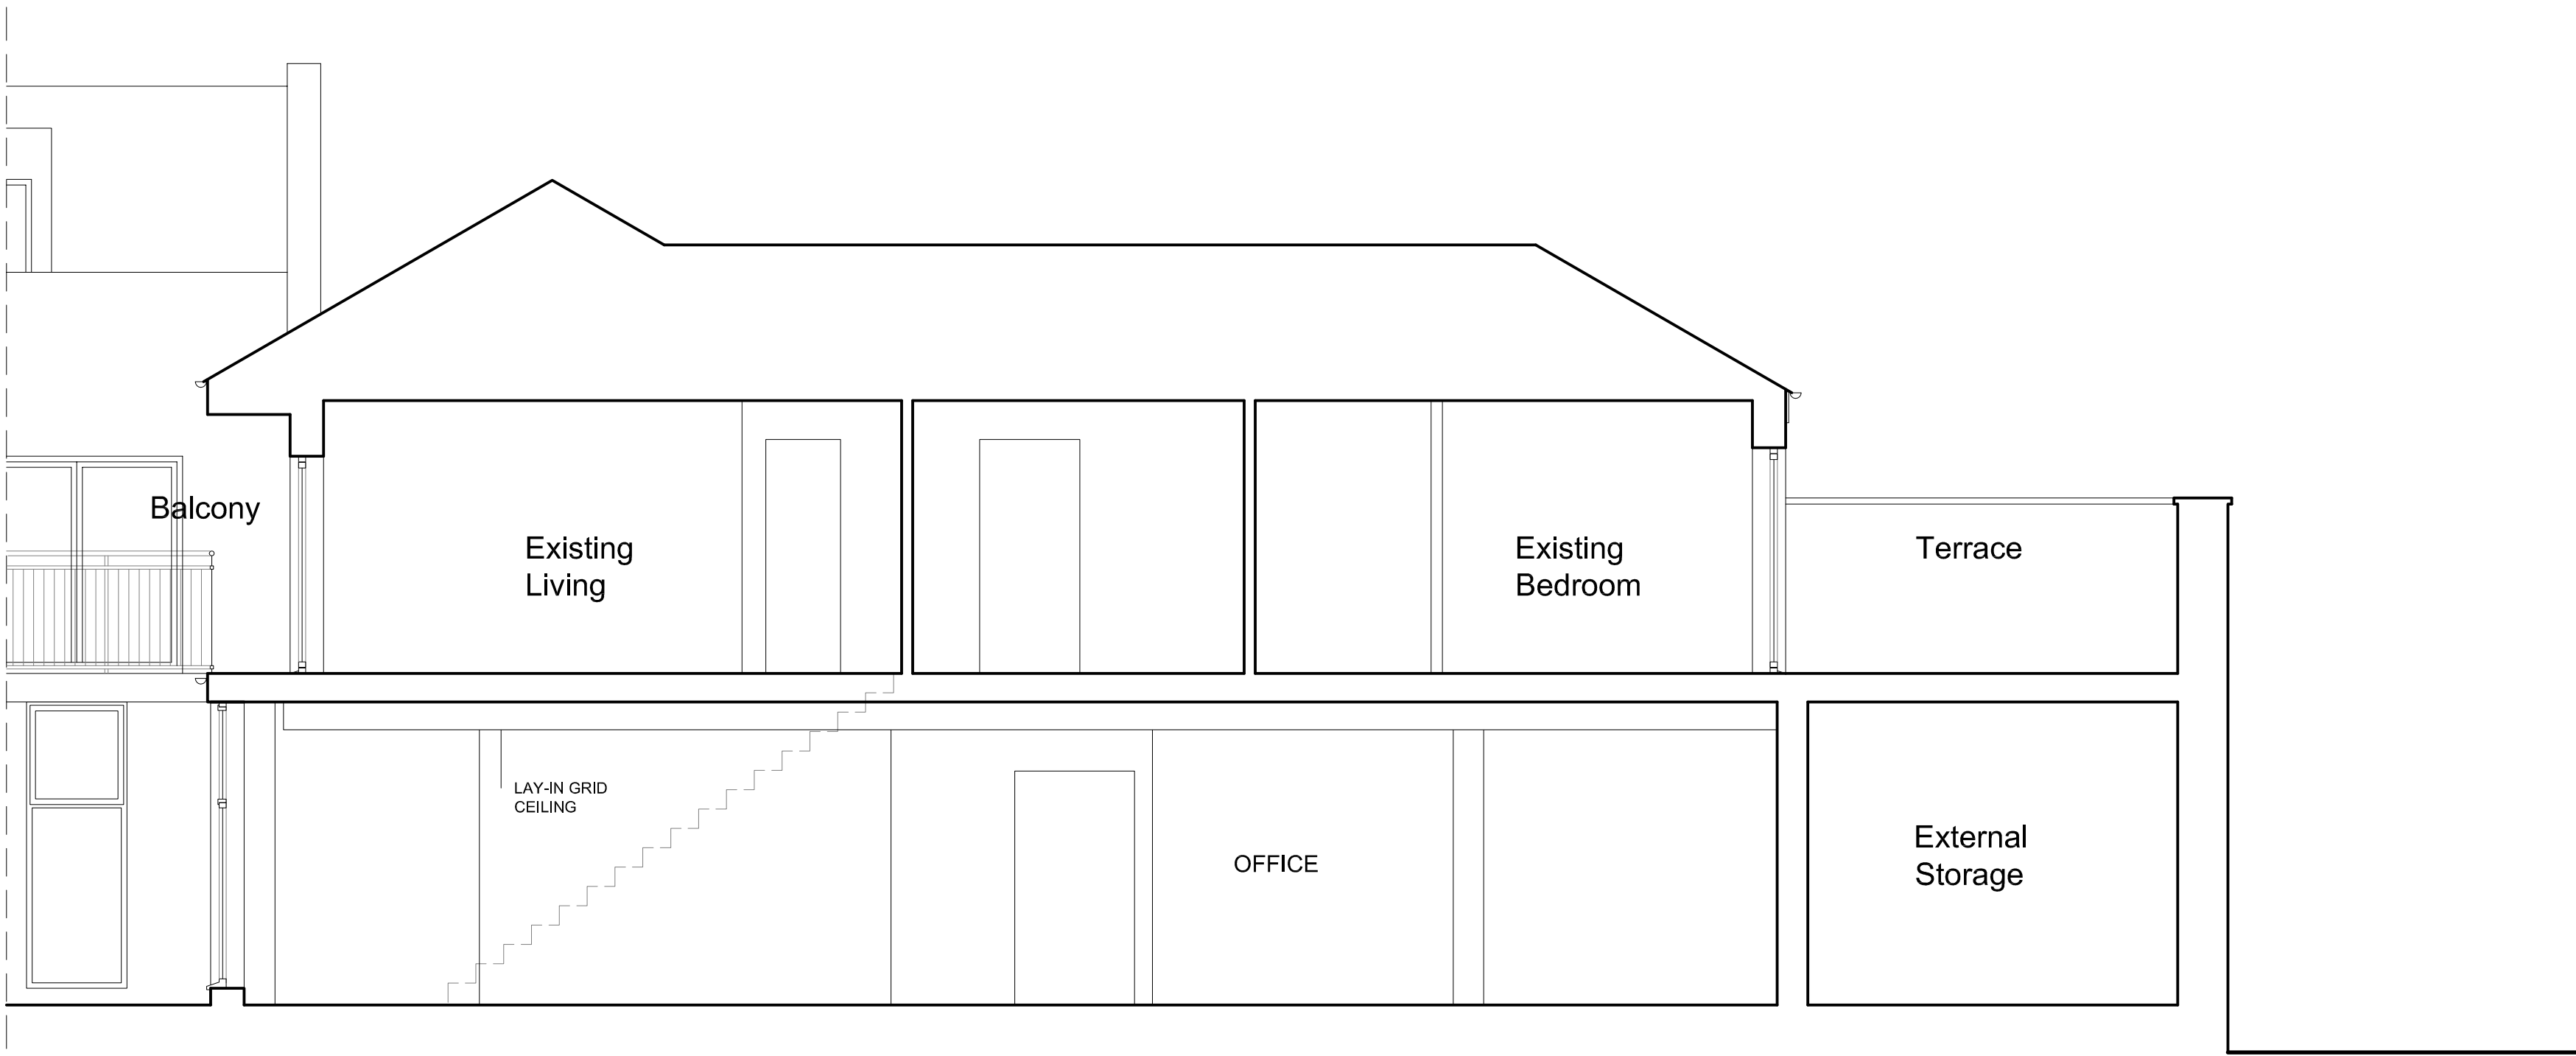 Balcony
Existing
Living
Existing
Bedroom
Terrace
LAY-IN GRID
CEILING
OFFICE
External
Storage